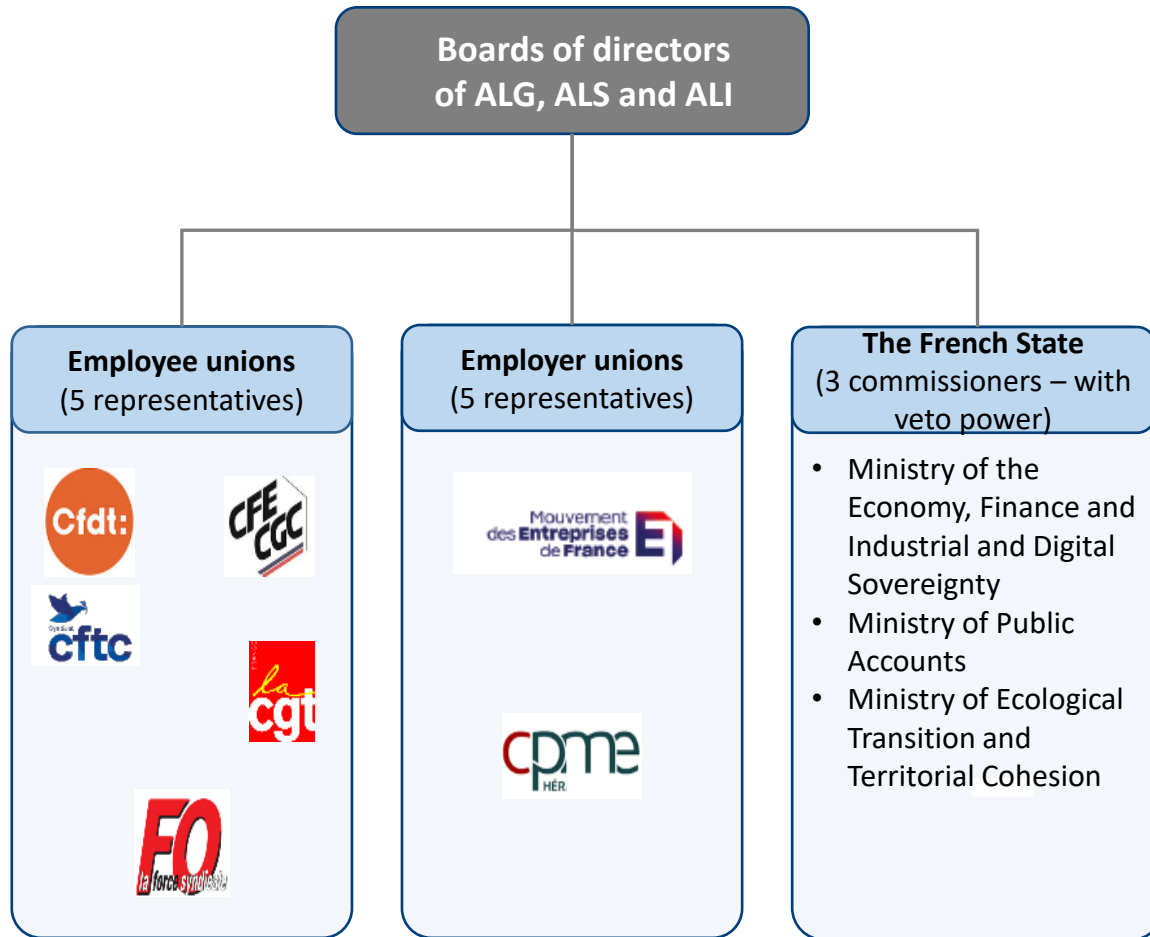 Boards of directors
of ALG, ALS and ALI
Employee unions
(5 representatives)
Cfdt:
CFE
CGC
cftc
la
cgt
FO
la force syndicale
Employer unions
(5 representatives)
Mouvement
des Entreprises
de France
cpme
HÉR
The French State
(3 commissioners – with
veto power)
• Ministry of the
Economy, Finance and
Industrial and Digital
Sovereignty
• Ministry of Public
Accounts
• Ministry of Ecological
Transition and
Territorial Cohesion